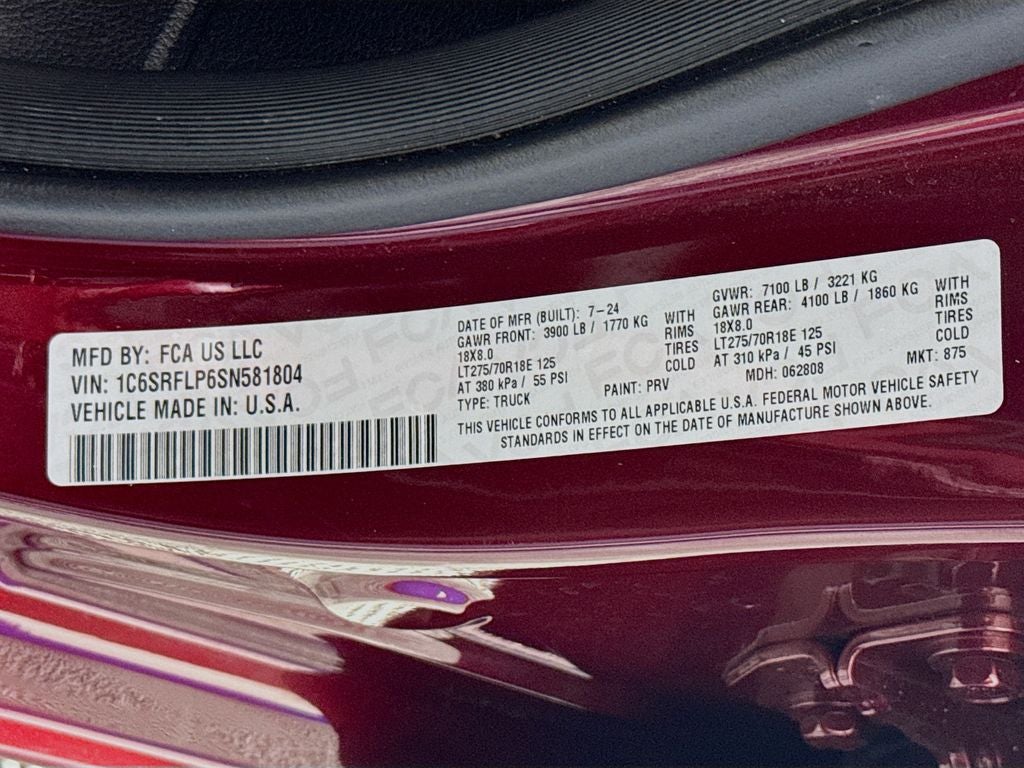 MFD BY: FCA US LLC
VIN: 1C6SRFLP6SN581804
VEHICLE MADE IN: U.S.A.
DATE OF MFR (BUILT): 7–24
GAWR FRONT: 3900 LB / 1770 KG WITH
18X8.0 RIMS
LT275/70R18E 125 TIRES
AT 380 kPa / 55 PSI COLD
TYPE: TRUCK PAINT: PRV
GVWR: 7100 LB / 3221 KG
GAWR REAR: 4100 LB / 1860 KG WITH
18X8.0 RIMS
LT275/70R18E 125 TIRES
AT 310 kPa / 45 PSI COLD
MDH: 062808 MKT: 875
THIS VEHICLE CONFORMS TO ALL APPLICABLE U.S.A. FEDERAL MOTOR VEHICLE SAFETY
STANDARDS IN EFFECT ON THE DATE OF MANUFACTURE SHOWN ABOVE.